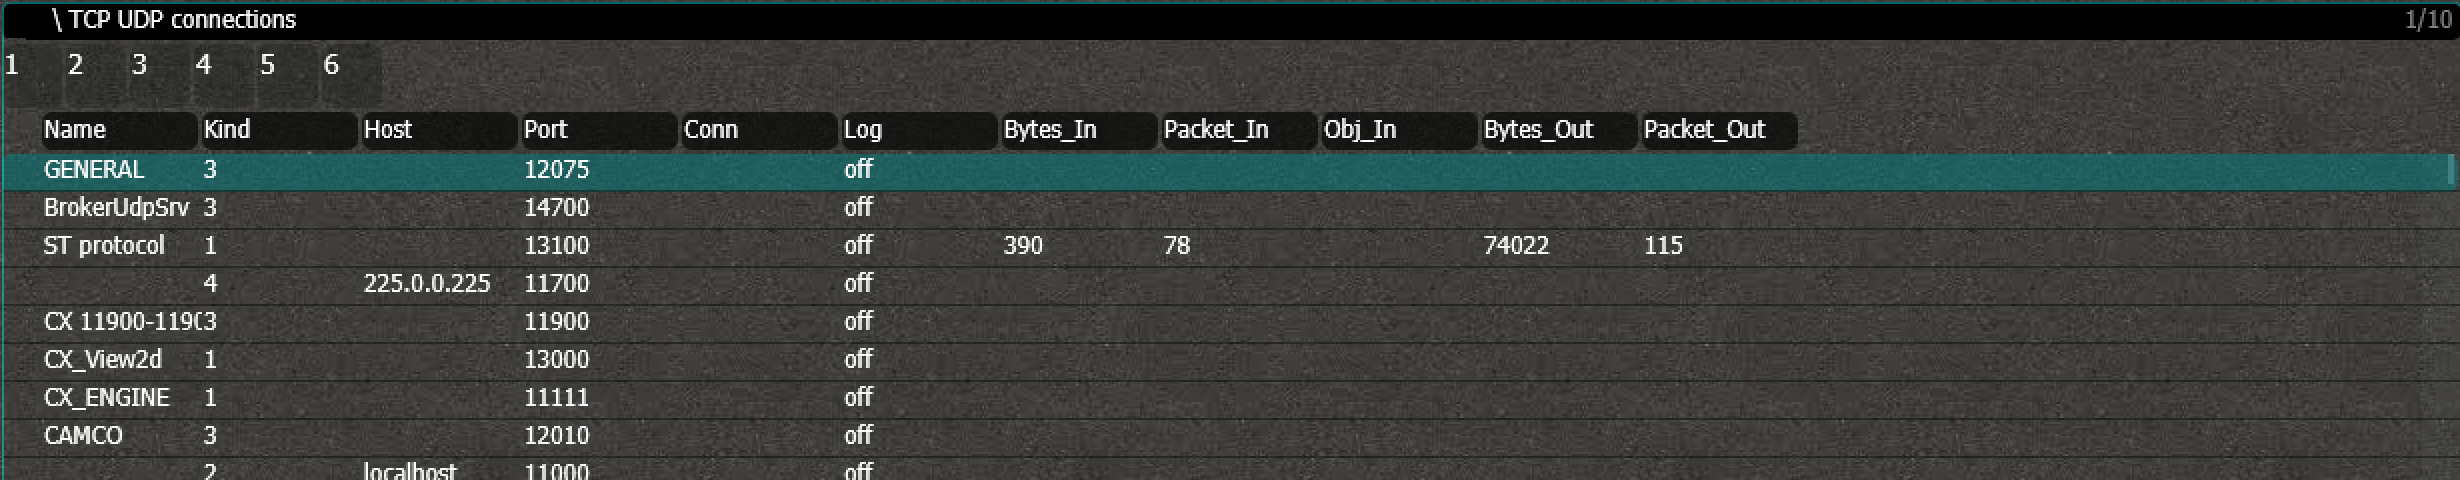 \ TCP UDP connections 1/10
1 2 3 4 5 6
Name Kind Host Port Conn Log Bytes_In Packet_In Obj_In Bytes_Out Packet_Out
GENERAL 3 12075 off
BrokerUdpSrv 3 14700 off
ST protocol 1 13100 off 390 78 74022 115
4 225.0.0.225 11700 off
CX 11900-1190 3 11900 off
CX_View2d 1 13000 off
CX_ENGINE 1 11111 off
CAMCO 3 12010 off
2 localhost 11000 off